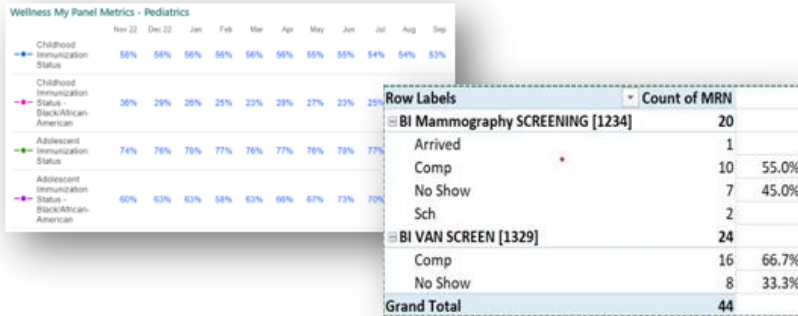 Wellness My Panel Metrics - Pediatrics
Nov 22 Dec 22 Jan Feb Mar Apr May Jun Jul Aug Sep
Childhood
Immunization
Status
58% 56% 56% 56% 56% 56% 55% 55% 54% 54% 53%
Childhood
Immunization
Status -
Black/African-
American
36% 29% 26% 25% 23% 28% 27% 23% 25%
Adolescent
Immunization
Status
74% 76% 78% 77% 76% 77% 76% 78% 77%
Adolescent
Immunization
Status -
Black/African-
American
60% 63% 63% 58% 63% 66% 67% 73% 70%
Row Labels Count of MRN
BI Mammography SCREENING [1234] 20
Arrived 1
Comp 10 55.0%
No Show 7 45.0%
Sch 2
BI VAN SCREEN [1329] 24
Comp 16 66.7%
No Show 8 33.3%
Grand Total 44